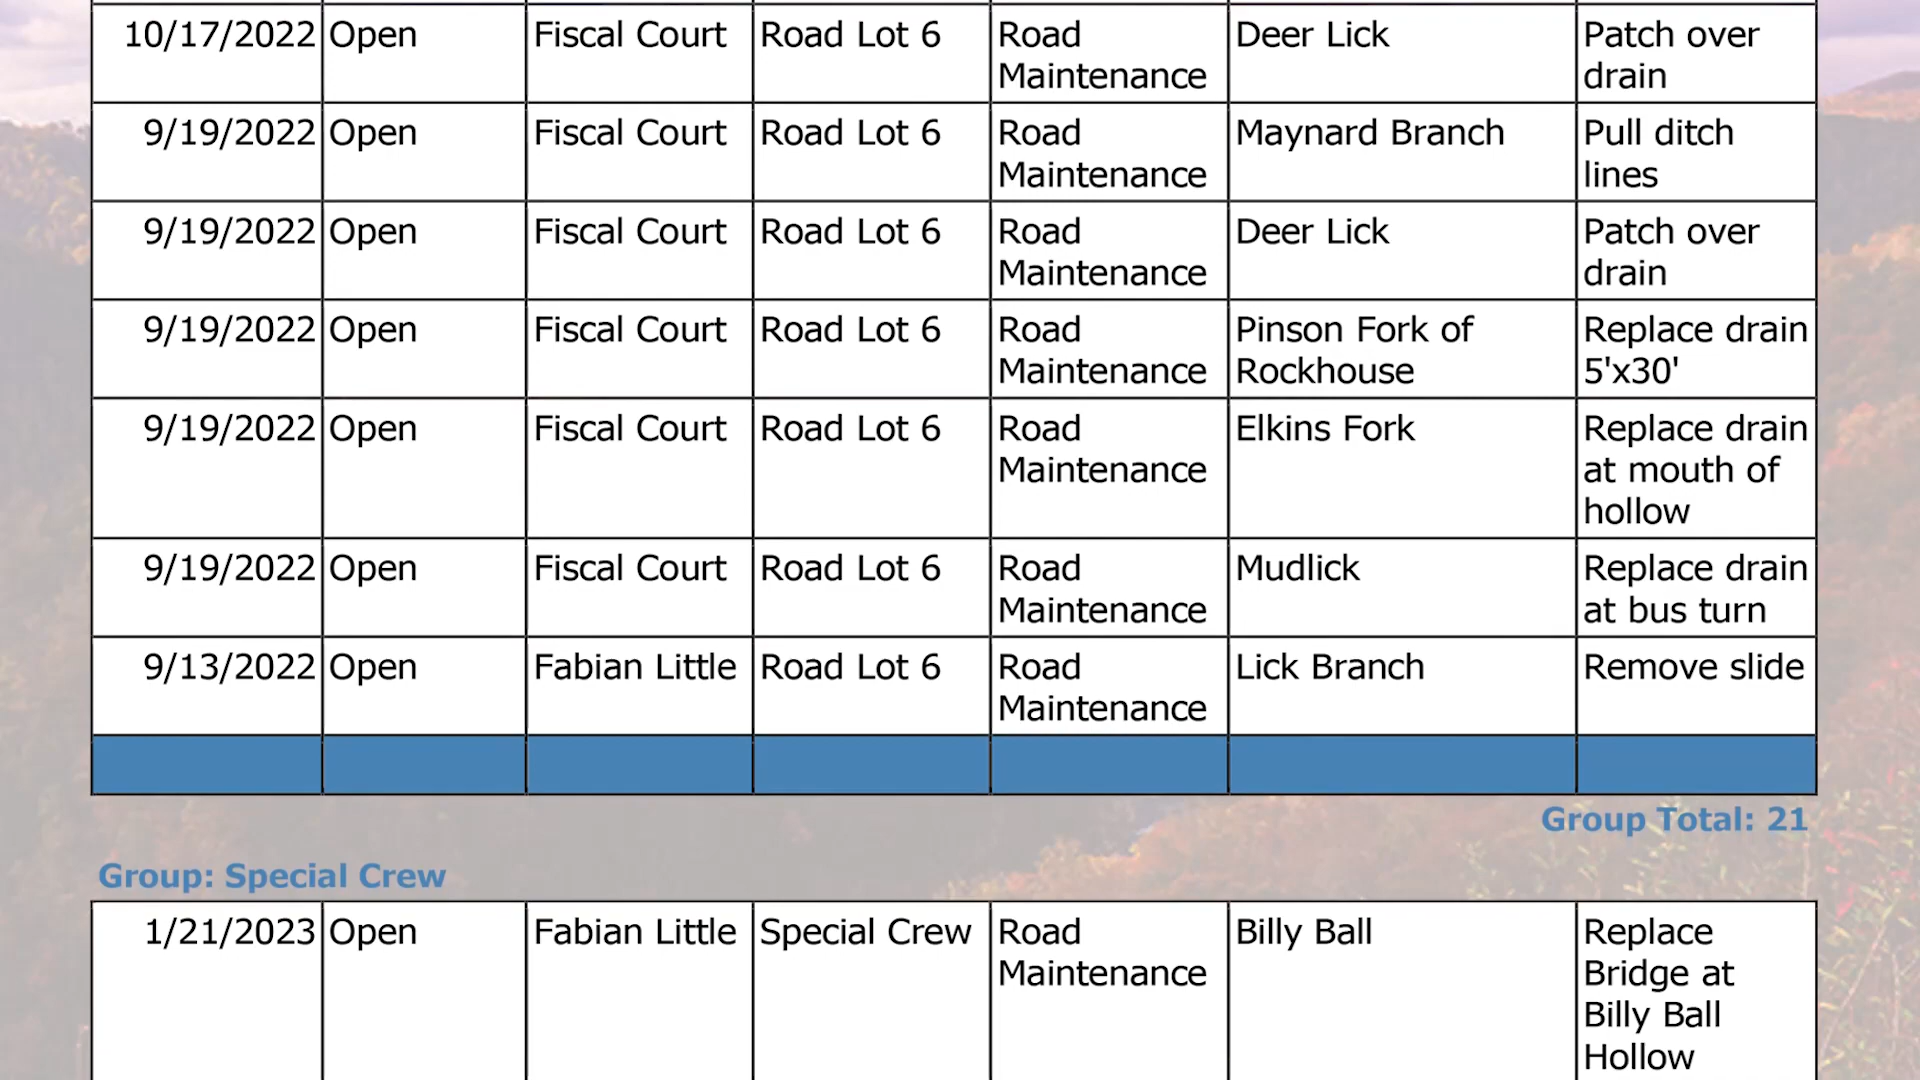 10/17/2022 Open Fiscal Court Road Lot 6 Road Maintenance Deer Lick Patch over drain
9/19/2022 Open Fiscal Court Road Lot 6 Road Maintenance Maynard Branch Pull ditch lines
9/19/2022 Open Fiscal Court Road Lot 6 Road Maintenance Deer Lick Patch over drain
9/19/2022 Open Fiscal Court Road Lot 6 Road Maintenance Pinson Fork of Rockhouse Replace drain 5'x30'
9/19/2022 Open Fiscal Court Road Lot 6 Road Maintenance Elkins Fork Replace drain at mouth of hollow
9/19/2022 Open Fiscal Court Road Lot 6 Road Maintenance Mudlick Replace drain at bus turn
9/13/2022 Open Fabian Little Road Lot 6 Road Maintenance Lick Branch Remove slide
Group Total: 21
Group: Special Crew
1/21/2023 Open Fabian Little Special Crew Road Maintenance Billy Ball Replace Bridge at Billy Ball Hollow